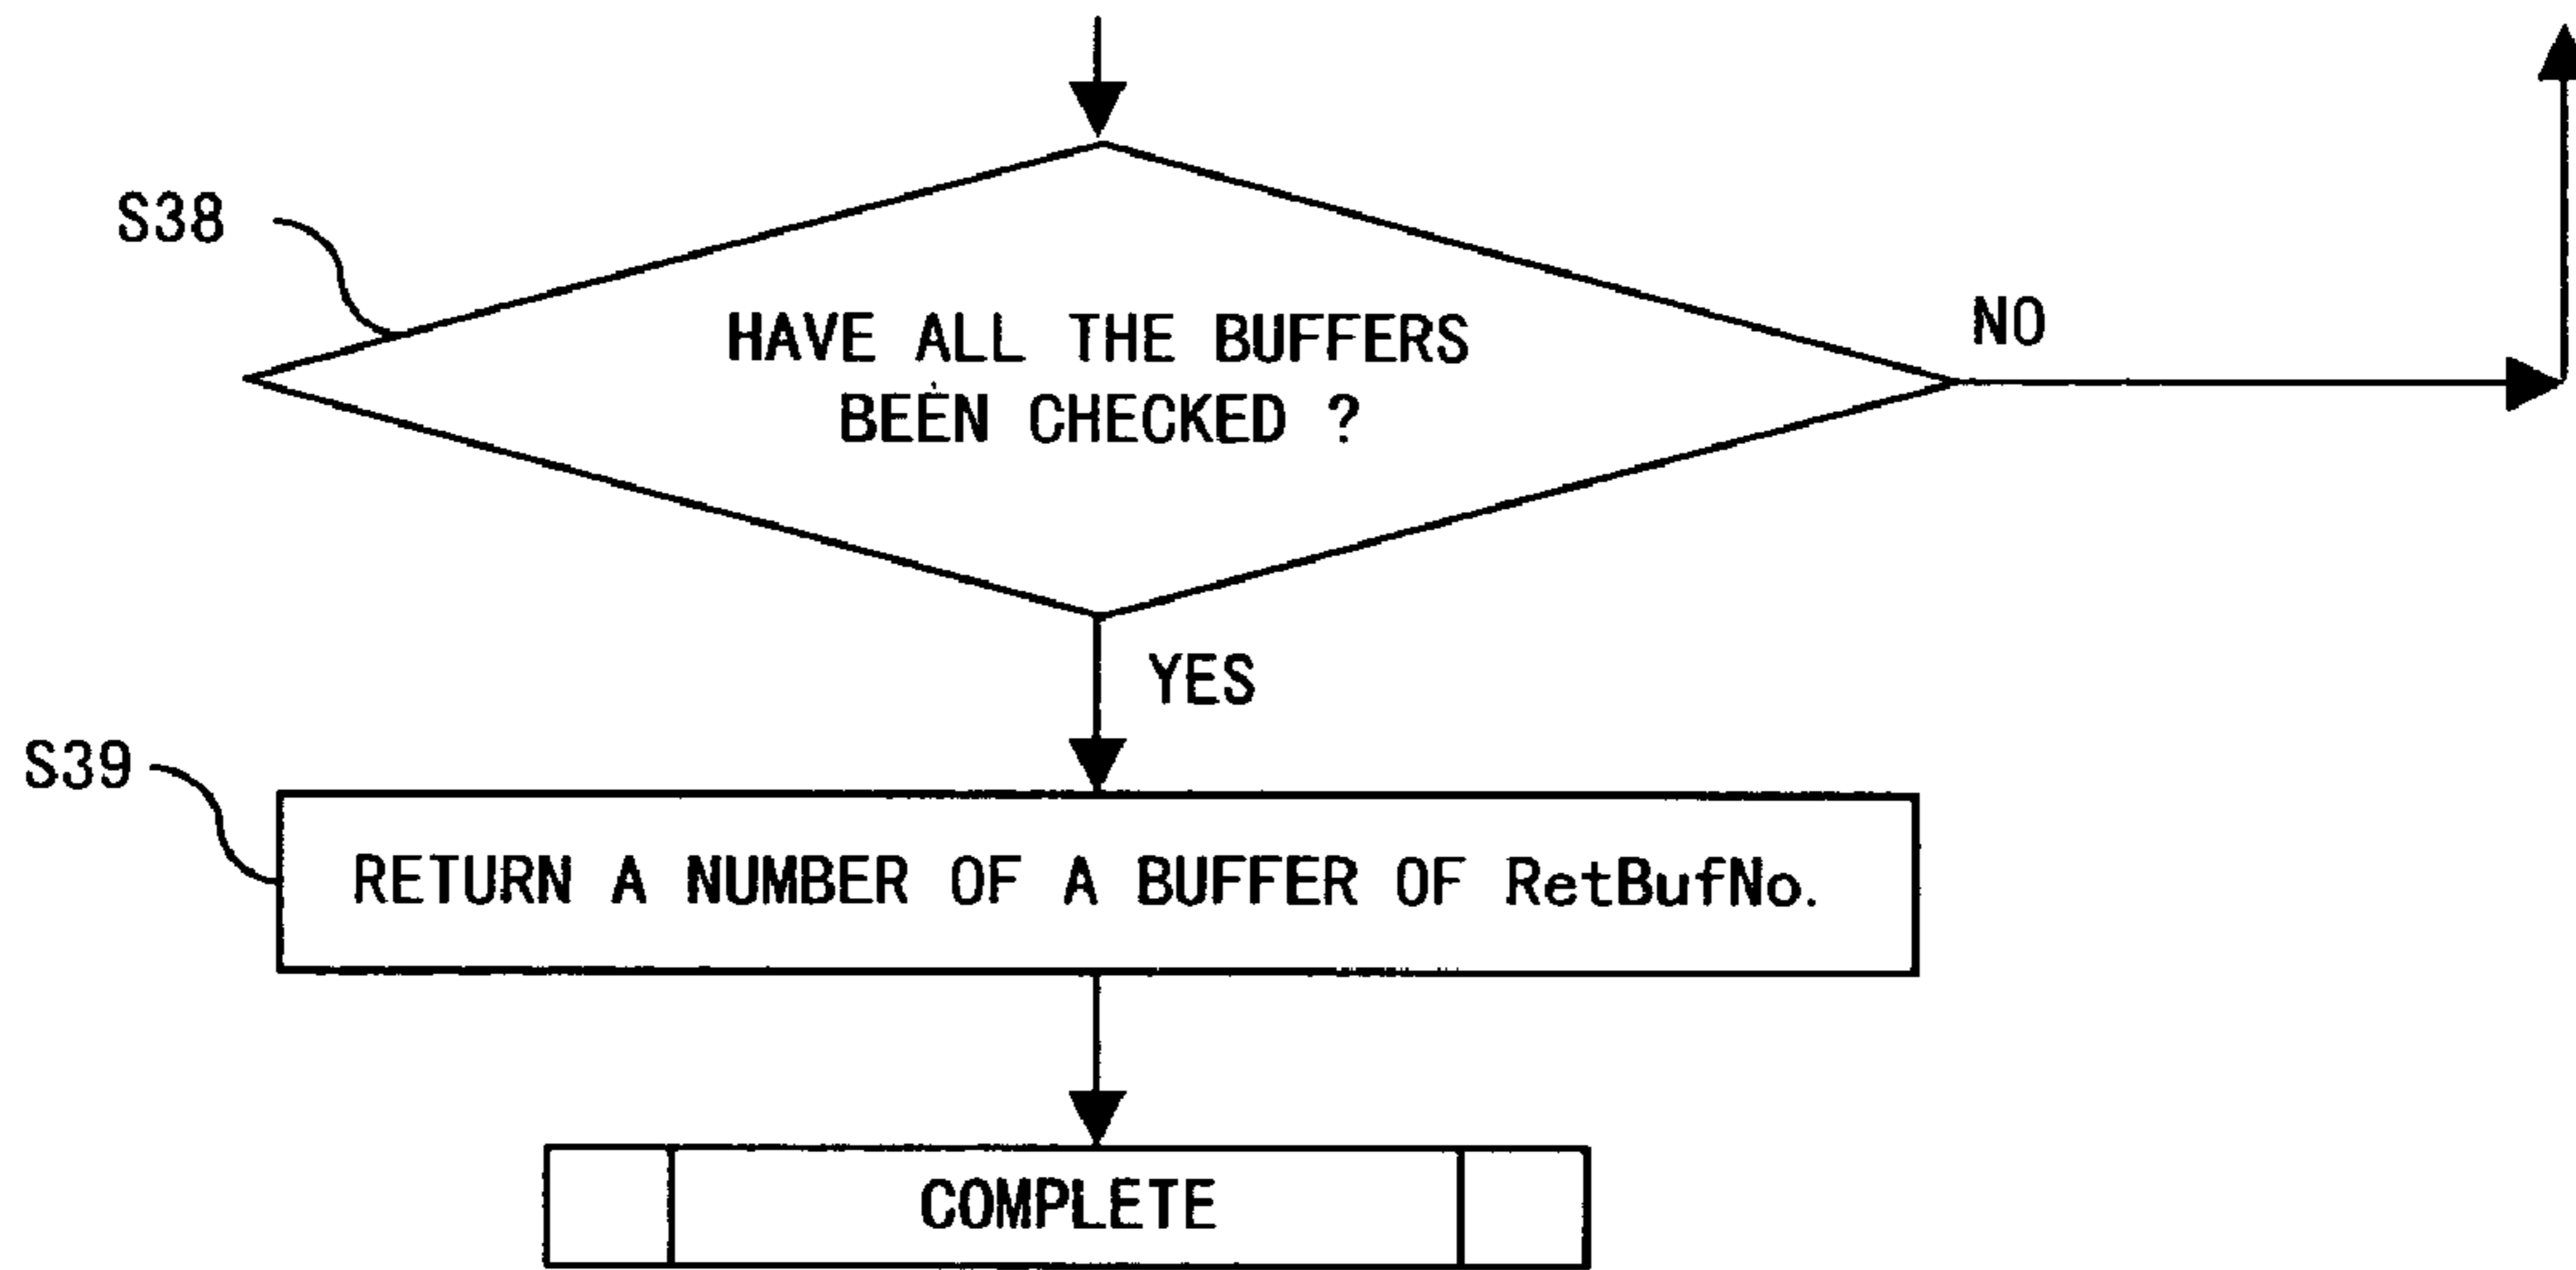 S38
HAVE ALL THE BUFFERS
BEEN CHECKED ?
NO
YES
S39
RETURN A NUMBER OF A BUFFER OF RetBufNo.
COMPLETE